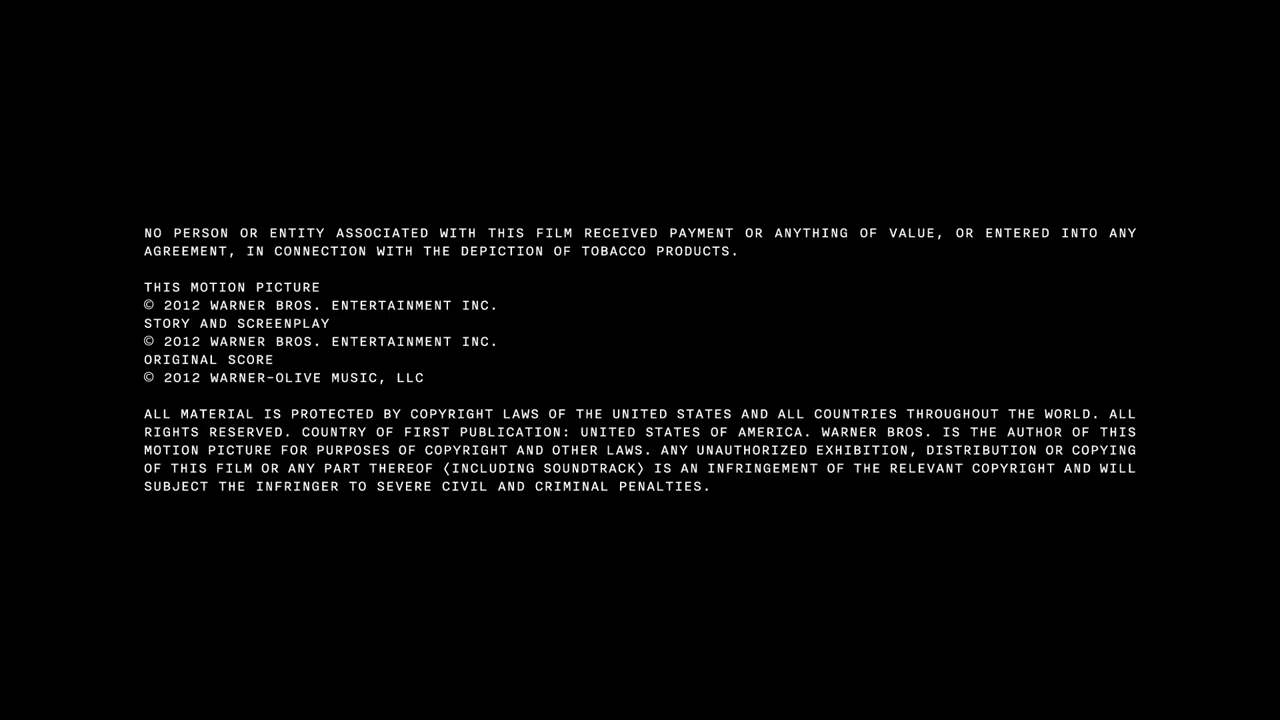 NO PERSON OR ENTITY ASSOCIATED WITH THIS FILM RECEIVED PAYMENT OR ANYTHING OF VALUE, OR ENTERED INTO ANY
AGREEMENT, IN CONNECTION WITH THE DEPICTION OF TOBACCO PRODUCTS.
THIS MOTION PICTURE
© 2012 WARNER BROS. ENTERTAINMENT INC.
STORY AND SCREENPLAY
© 2012 WARNER BROS. ENTERTAINMENT INC.
ORIGINAL SCORE
© 2012 WARNER-OLIVE MUSIC, LLC
ALL MATERIAL IS PROTECTED BY COPYRIGHT LAWS OF THE UNITED STATES AND ALL COUNTRIES THROUGHOUT THE WORLD. ALL
RIGHTS RESERVED. COUNTRY OF FIRST PUBLICATION: UNITED STATES OF AMERICA. WARNER BROS. IS THE AUTHOR OF THIS
MOTION PICTURE FOR PURPOSES OF COPYRIGHT AND OTHER LAWS. ANY UNAUTHORIZED EXHIBITION, DISTRIBUTION OR COPYING
OF THIS FILM OR ANY PART THEREOF (INCLUDING SOUNDTRACK) IS AN INFRINGEMENT OF THE RELEVANT COPYRIGHT AND WILL
SUBJECT THE INFRINGER TO SEVERE CIVIL AND CRIMINAL PENALTIES.